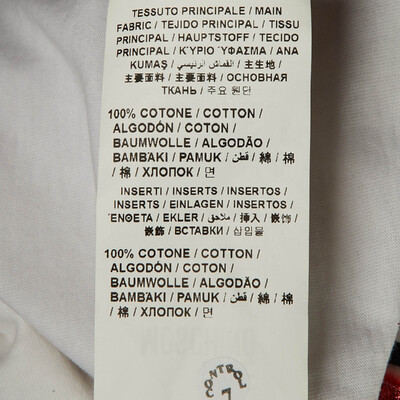 TESSUTO PRINCIPALE / MAIN
FABRIC / TEJIDO PRINCIPAL / TISSU
PRINCIPAL / HAUPTSTOFF / TECIDO
PRINCIPAL / ΚΎΡΙΟ ΎΦΑΣΜΑ / ANA
KUMAŞ / القماش الرئيسي / 主生地 /
主要面料 / 主要面料 / ОСНОВНАЯ
ТКАНЬ / 주요 원단
100% COTONE / COTTON /
ALGODÓN / COTON /
BAUMWOLLE / ALGODÃO /
ΒΑΜΒΆΚΙ / PAMUK / قطن / 綿 / 棉
/ 棉 / ХЛОПОК / 면
INSERTI / INSERTS / INSERTOS /
INSERTS / EINLAGEN / INSERTOS /
ΈΝΘΕΤΑ / EKLER / ملاحق / 挿入 / 嵌饰 /
嵌飾 / ВСТАВКИ / 삽입물
100% COTONE / COTTON /
ALGODÓN / COTON /
BAUMWOLLE / ALGODÃO /
ΒΑΜΒΆΚΙ / PAMUK / قطن / 綿 / 棉
/ 棉 / ХЛОПОК / 면
CONTROL
7